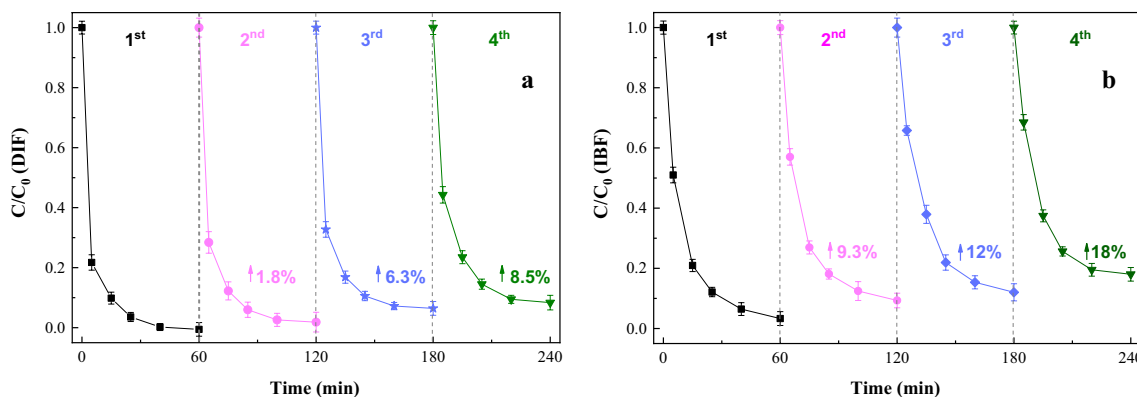 1st 2nd 3rd 4th
a
1.0
0.8
0.6
0.4
0.2
0.0
C/C0 (DIF)
↑1.8% ↑6.3% ↑8.5%
0 60 120 180 240
Time (min)
1st 2nd 3rd 4th
b
1.0
0.8
0.6
0.4
0.2
0.0
C/C0 (IBF)
↑9.3% ↑12% ↑18%
0 60 120 180 240
Time (min)